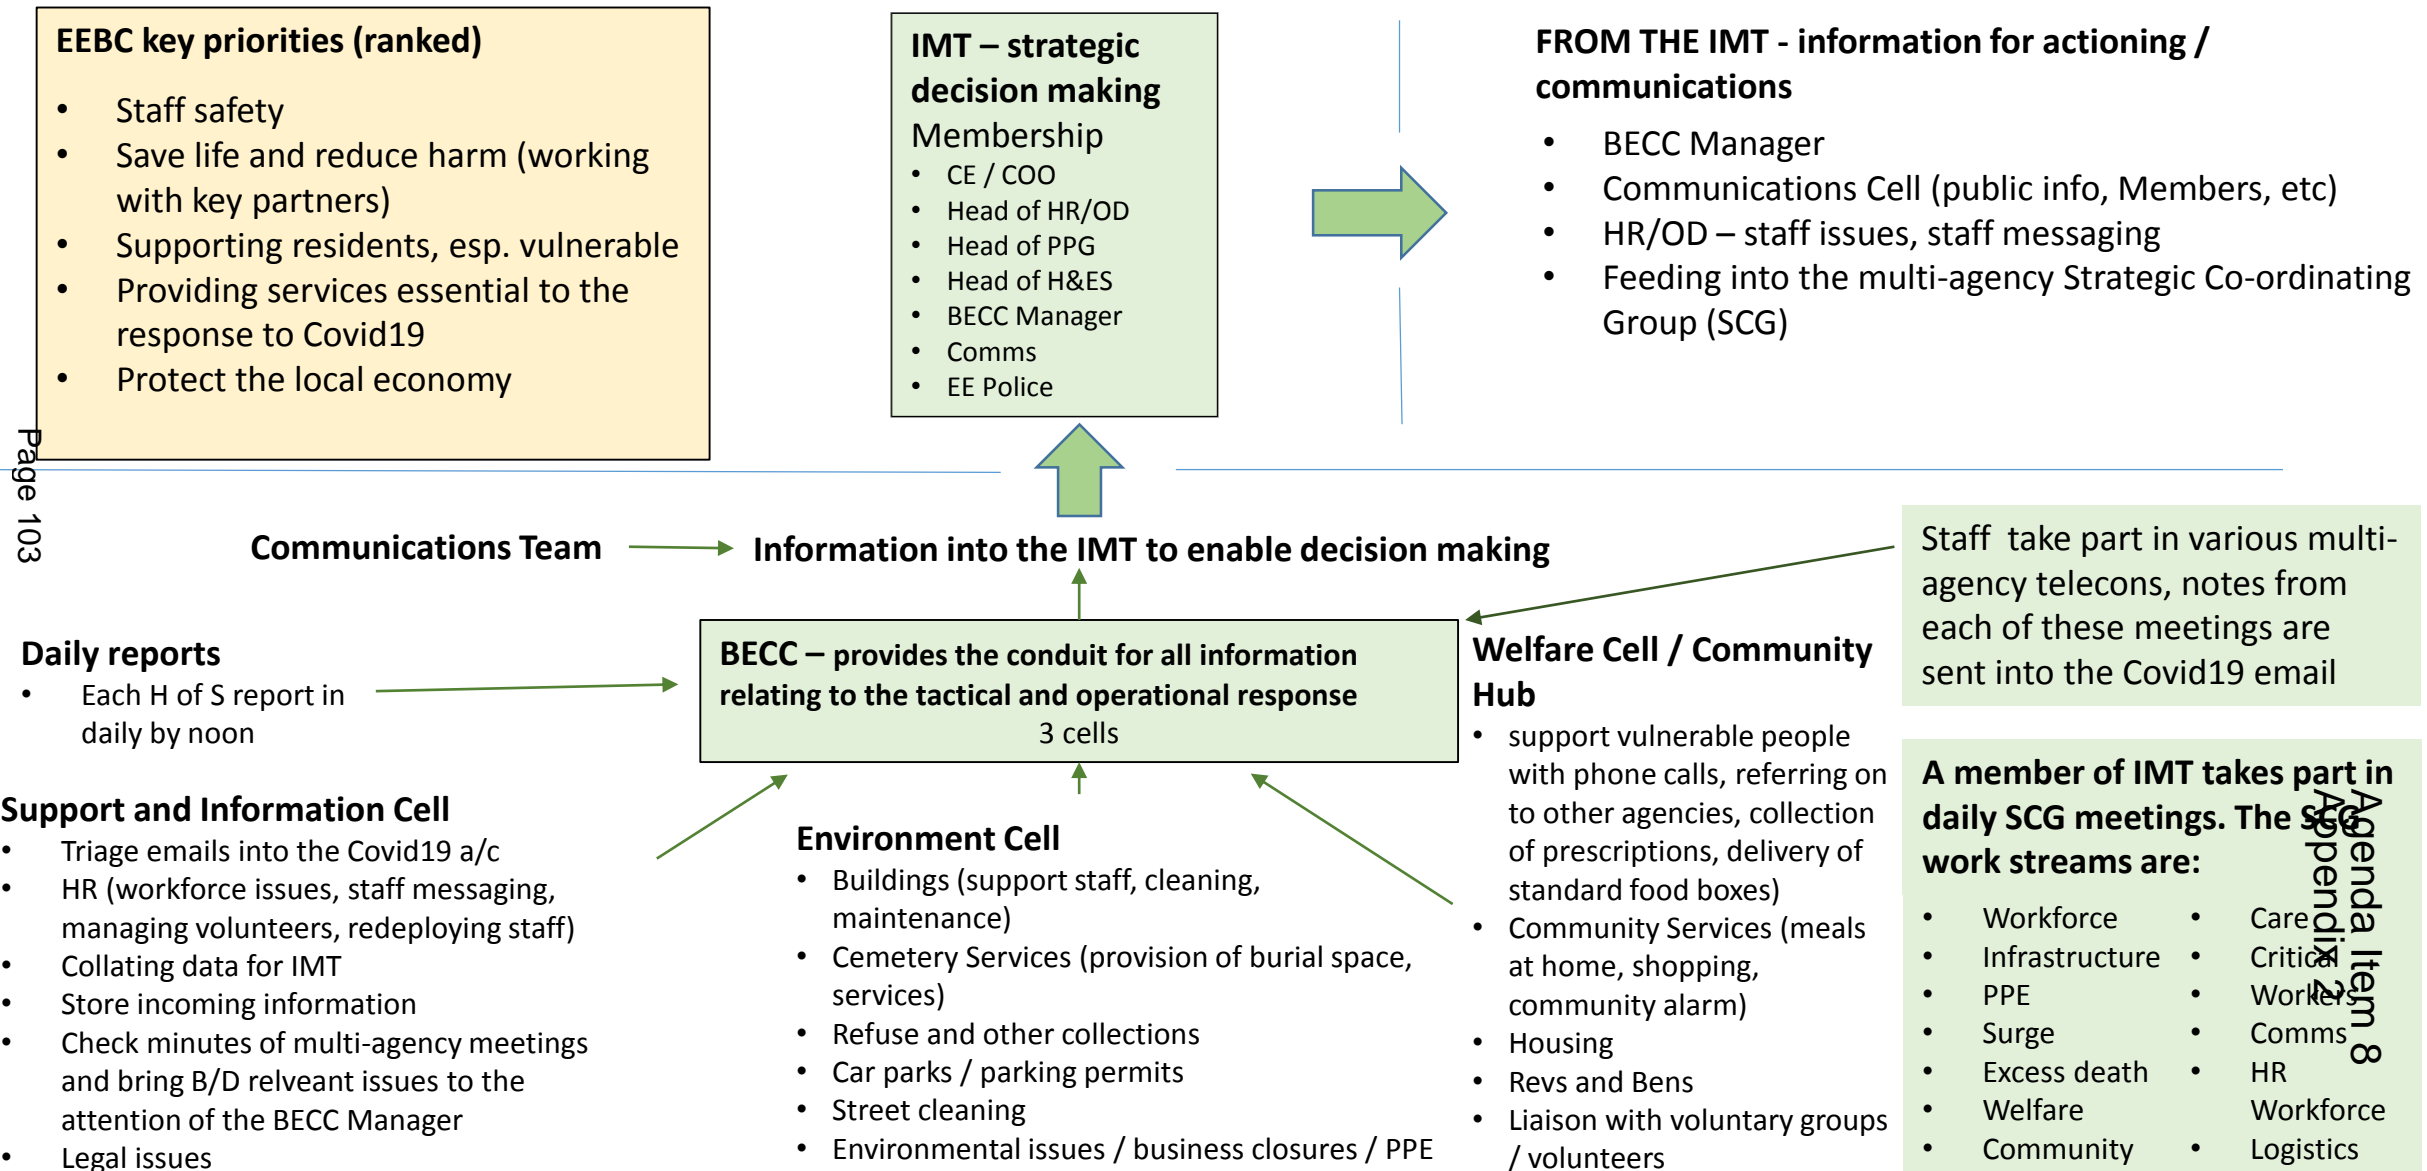 EEBC key priorities (ranked)
• Staff safety
• Save life and reduce harm (working
with key partners)
• Supporting residents, esp. vulnerable
• Providing services essential to the
response to Covid19
• Protect the local economy
IMT – strategic
decision making
Membership
• CE / COO
• Head of HR/OD
• Head of PPG
• Head of H&ES
• BECC Manager
• Comms
• EE Police
FROM THE IMT - information for actioning /
communications
• BECC Manager
• Communications Cell (public info, Members, etc)
• HR/OD – staff issues, staff messaging
• Feeding into the multi-agency Strategic Co-ordinating
Group (SCG)
Page 103
Communications Team
Information into the IMT to enable decision making
Staff take part in various multi-
agency telecons, notes from
each of these meetings are
sent into the Covid19 email
Daily reports
• Each H of S report in
daily by noon
BECC – provides the conduit for all information
relating to the tactical and operational response
3 cells
Support and Information Cell
• Triage emails into the Covid19 a/c
• HR (workforce issues, staff messaging,
managing volunteers, redeploying staff)
• Collating data for IMT
• Store incoming information
• Check minutes of multi-agency meetings
and bring B/D relveant issues to the
attention of the BECC Manager
• Legal issues
Environment Cell
• Buildings (support staff, cleaning,
maintenance)
• Cemetery Services (provision of burial space,
services)
• Refuse and other collections
• Car parks / parking permits
• Street cleaning
• Environmental issues / business closures / PPE
Welfare Cell / Community
Hub
• support vulnerable people
with phone calls, referring on
to other agencies, collection
of prescriptions, delivery of
standard food boxes)
• Community Services (meals
at home, shopping,
community alarm)
• Housing
• Revs and Bens
• Liaison with voluntary groups
/ volunteers
A member of IMT takes part in
daily SCG meetings. The SCG
work streams are:
• Workforce
• Infrastructure
• PPE
• Surge
• Excess death
• Welfare
• Community
• Care
• Critical
• Workers
• Comms
• HR
Workforce
• Logistics
Agenda Item 8
Appendix 2